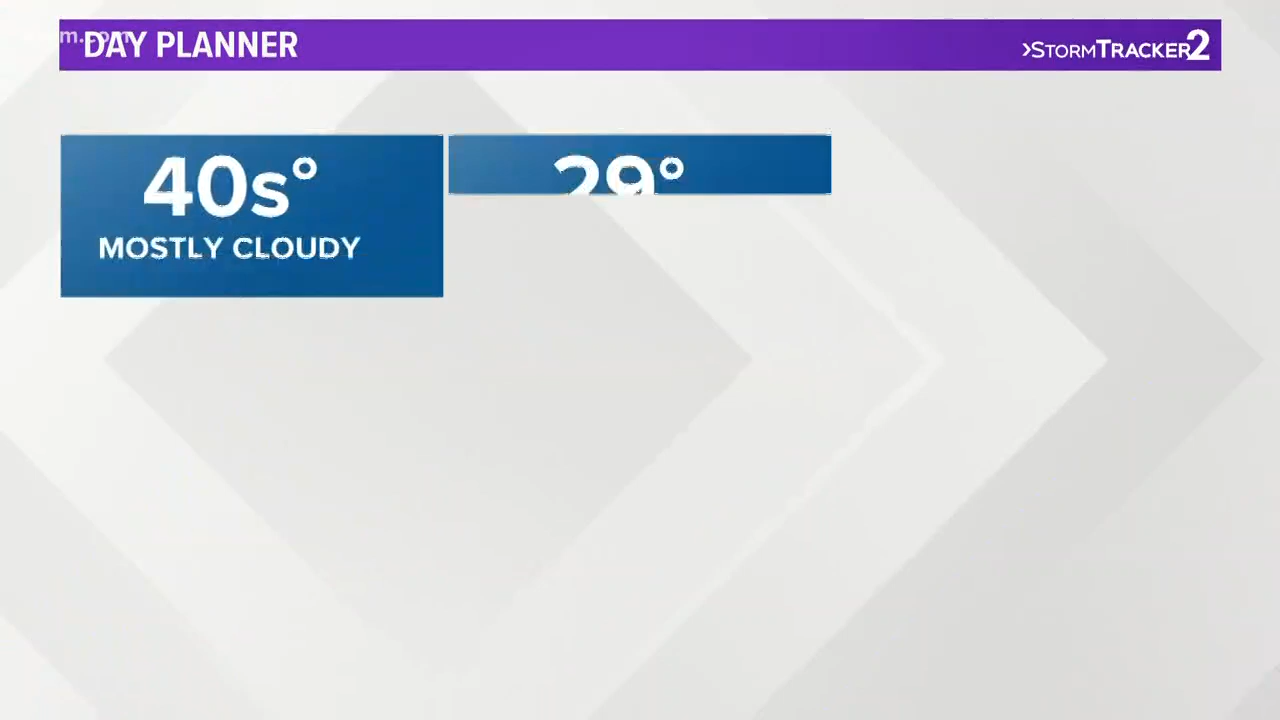 DAY PLANNER
›STORMTRACKER2
40s°
MOSTLY CLOUDY
29°